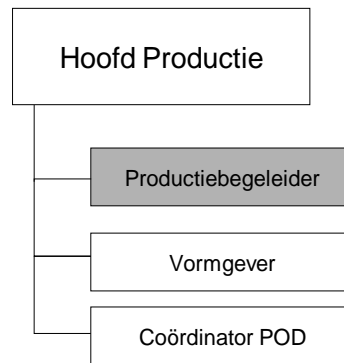 Hoofd Productie
Productiebegeleider
Vormgever
Coördinator POD